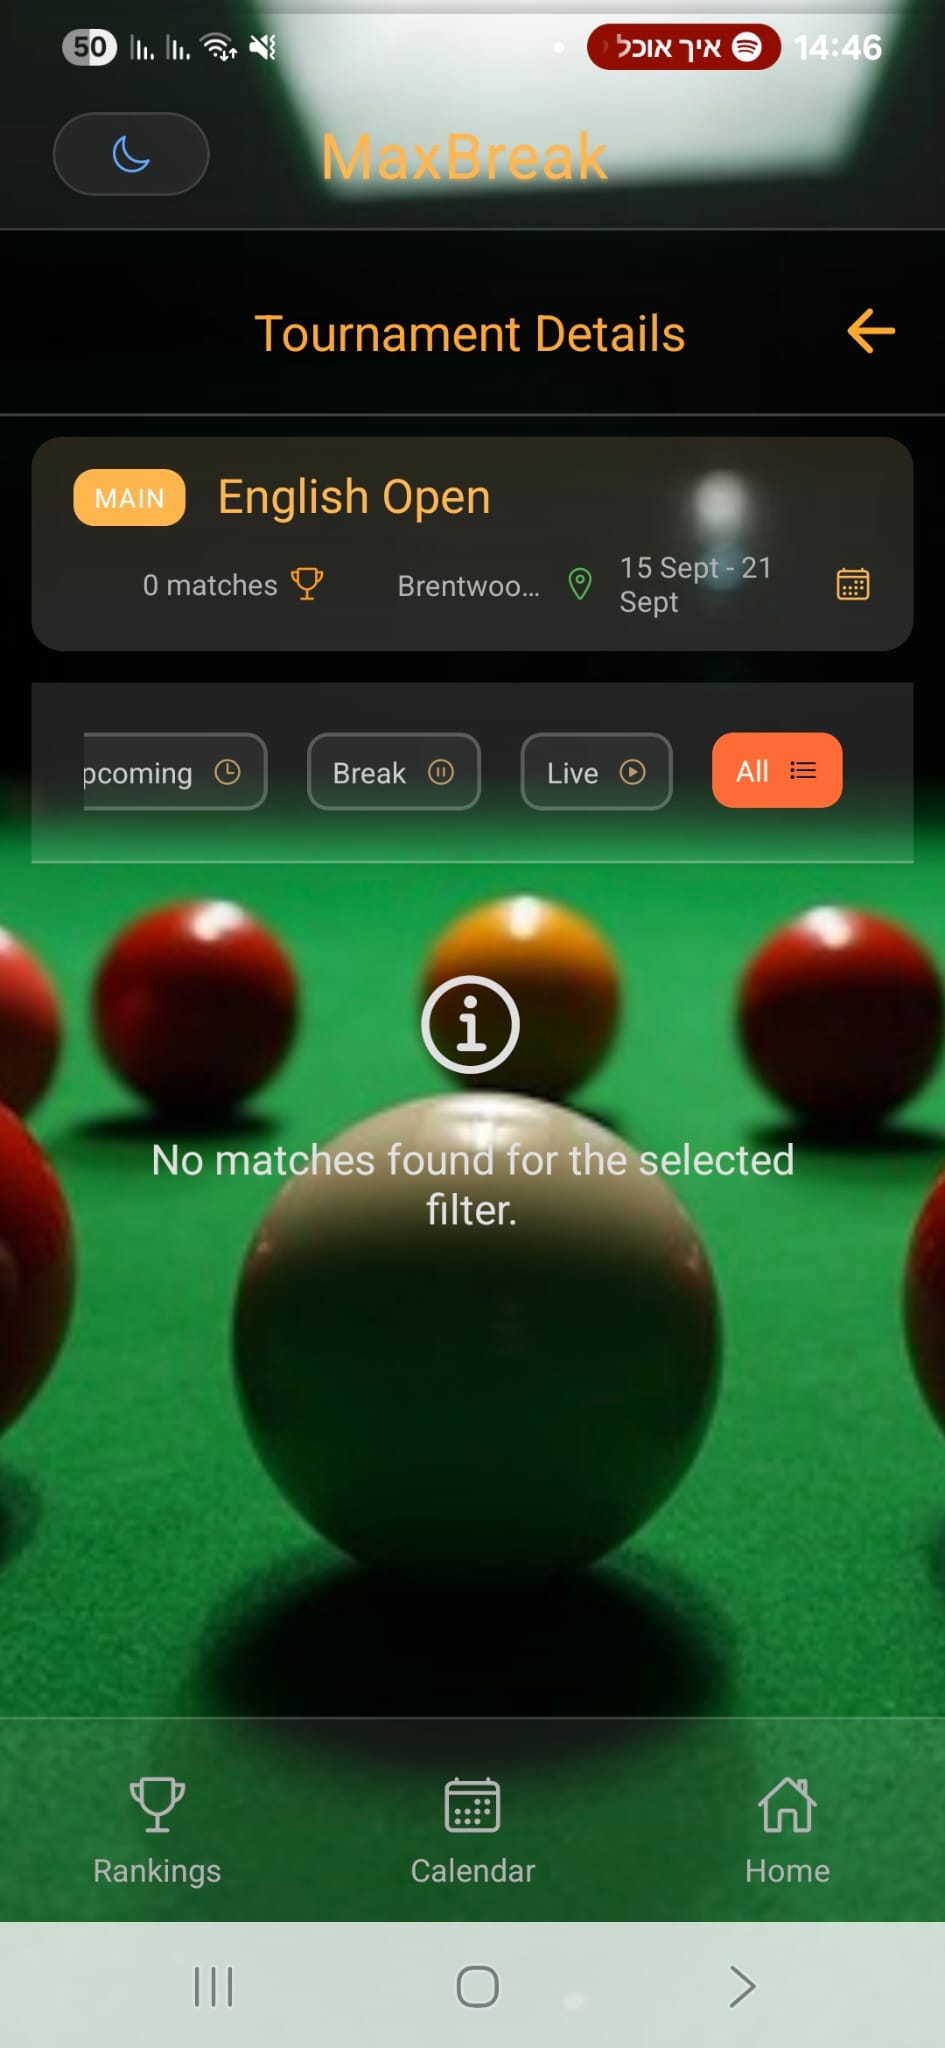 50
איך אוכל
14:46
MaxBreak
Tournament Details
MAIN
English Open
0 matches
Brentwoo...
15 Sept - 21
Sept
pcoming
Break
Live
All
No matches found for the selected
filter.
Rankings
Calendar
Home